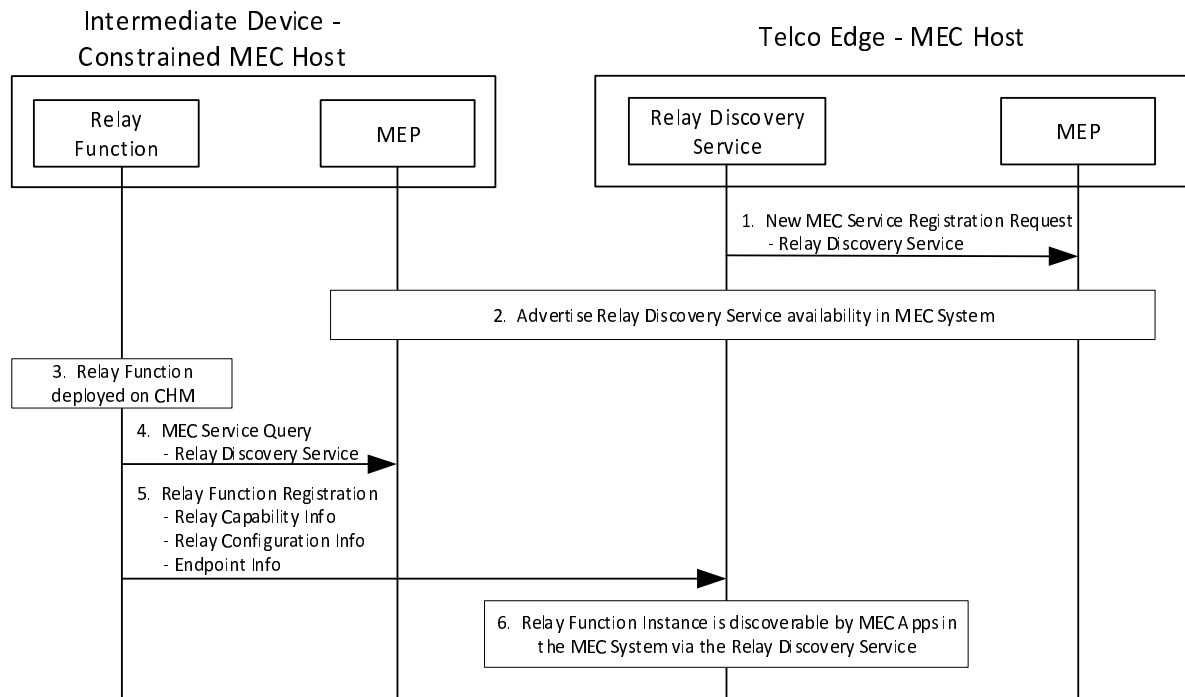 Intermediate Device -
Constrained MEC Host
Telco Edge - MEC Host
Relay
Function
MEP
Relay Discovery
Service
MEP
1. New MEC Service Registration Request
- Relay Discovery Service
2. Advertise Relay Discovery Service availability in MEC System
3. Relay Function
deployed on CHM
4. MEC Service Query
- Relay Discovery Service
5. Relay Function Registration
- Relay Capability Info
- Relay Configuration Info
- Endpoint Info
6. Relay Function Instance is discoverable by MEC Apps in
the MEC System via the Relay Discovery Service